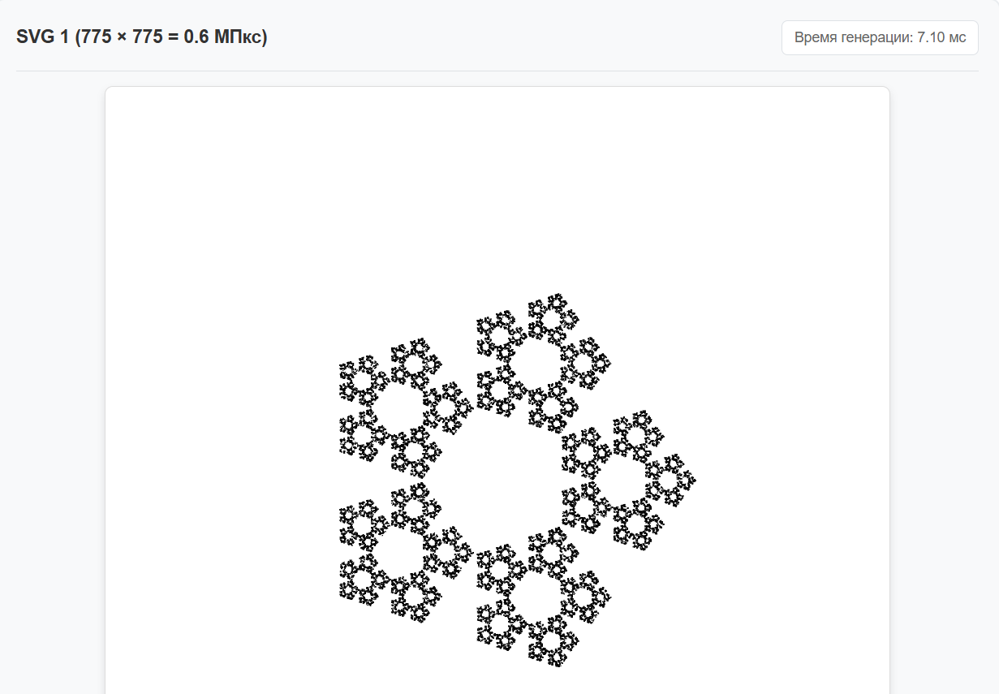 SVG 1 (775 × 775 = 0.6 МПкс)
Время генерации: 7.10 мс